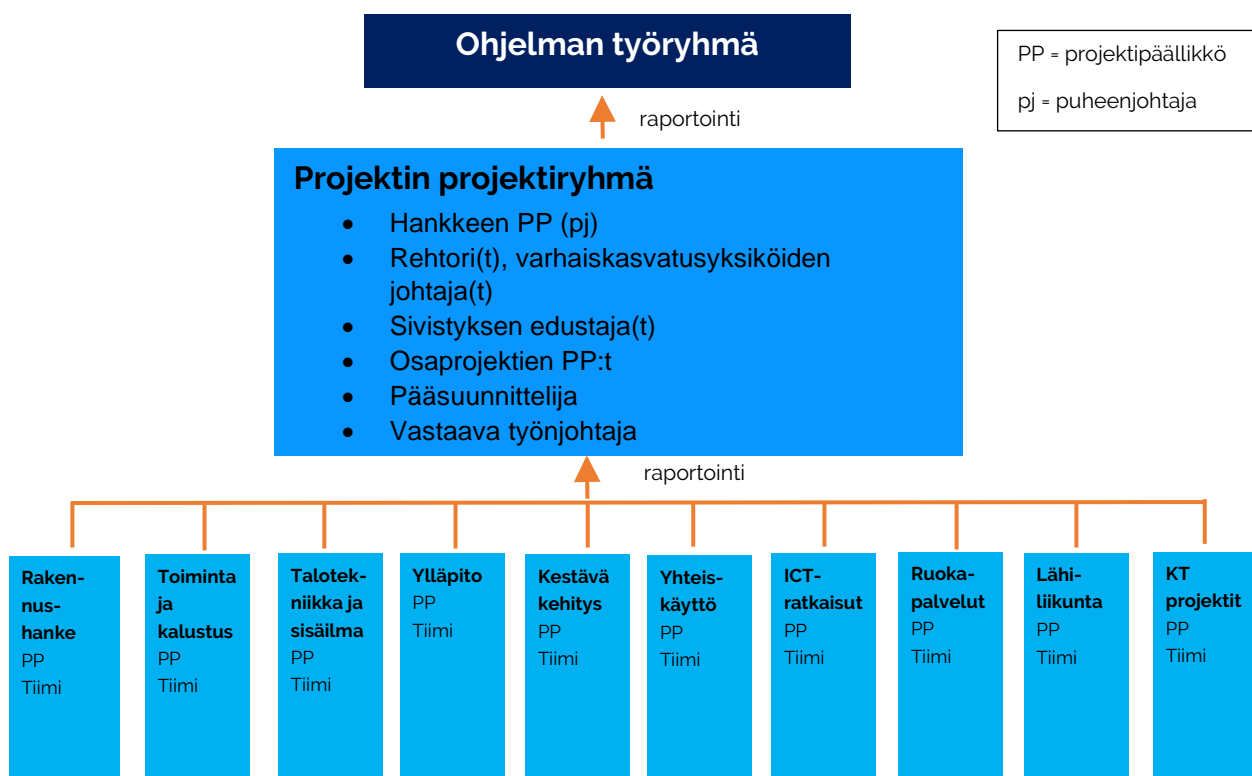 Ohjelman työryhmä
PP = projektipäällikkö
pj = puheenjohtaja
raportointi
Projektin projektiryhmä
• Hankkeen PP (pj)
• Rehtori(t), varhaiskasvatusyksiköiden
johtaja(t)
• Sivistyksen edustaja(t)
• Osaprojektien PP:t
• Pääsuunnittelija
• Vastaava työnjohtaja
raportointi
Raken-
nus-
hanke
PP
Tiimi
Toiminta
ja
kalustus
PP
Tiimi
Talotek-
niikka ja
sisäilma
PP
Tiimi
Ylläpito
PP
Tiimi
Kestävä
kehitys
PP
Tiimi
Yhteis-
käyttö
PP
Tiimi
ICT-
ratkaisut
PP
Tiimi
Ruoka-
palvelut
PP
Tiimi
Lähi-
liikunta
PP
Tiimi
KT
projektit
PP
Tiimi